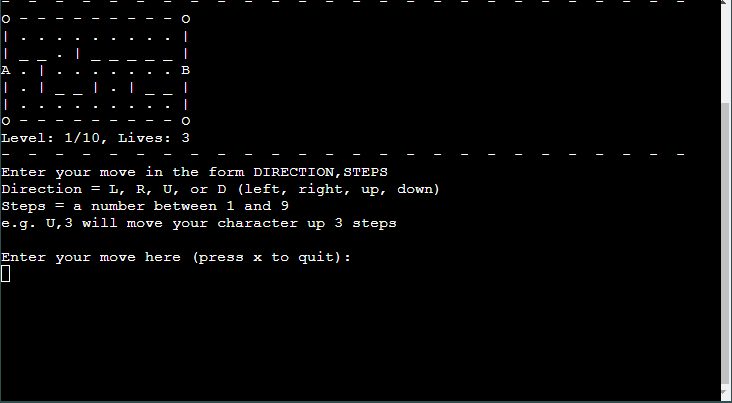 - - - - - - - - - - - - - - - - - - - - - - - - - -
o - - - - - - - - - o
| . . . . . . . . . |
| _ _ . | _ _ _ _ _ |
A . | . . . . . . . B
| . | _ _ | . | _ _ |
| . . . . . . . . . |
o - - - - - - - - - o
Level: 1/10, Lives: 3
- - - - - - - - - - - - - - - - - - - - - - - - - -
Enter your move in the form DIRECTION,STEPS
Direction = L, R, U, or D (left, right, up, down)
Steps = a number between 1 and 9
e.g. U,3 will move your character up 3 steps
Enter your move here (press x to quit):